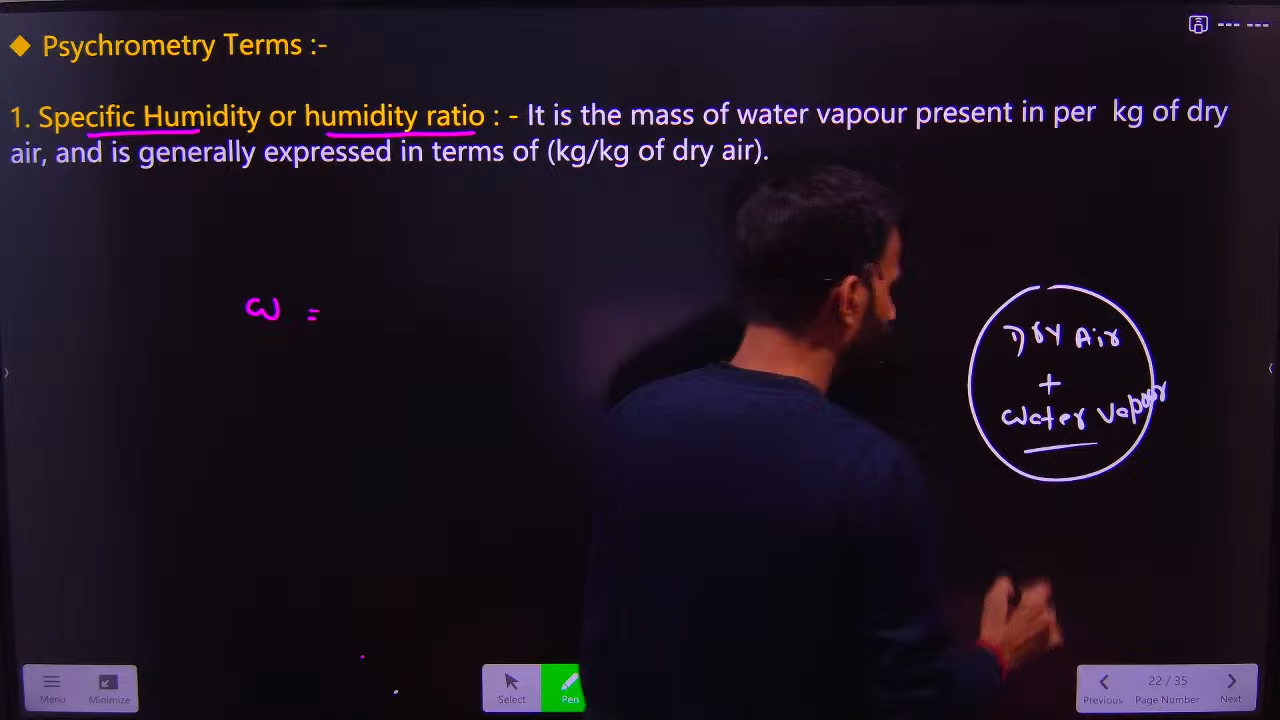 ◆ Psychrometry Terms :-
1. Specific Humidity or humidity ratio : - It is the mass of water vapour present in per kg of dry
air, and is generally expressed in terms of (kg/kg of dry air).
ω =
Dry Air
+
water vapour
Menu
Minimize
Select
Pen
Previous
22 / 35
Page Number
Next